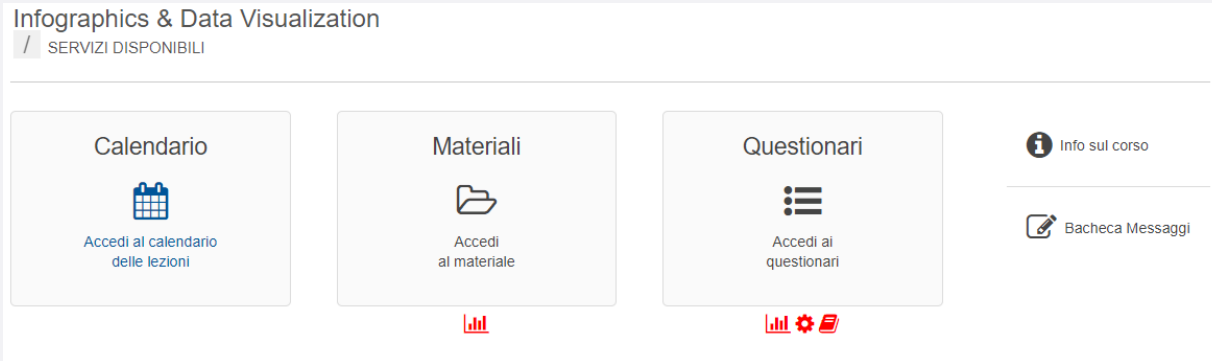 Infographics & Data Visualization
/ SERVIZI DISPONIBILI
Calendario
Accedi al calendario
delle lezioni
Materiali
Accedi
al materiale
Questionari
Accedi ai
questionari
Info sul corso
Bacheca Messaggi